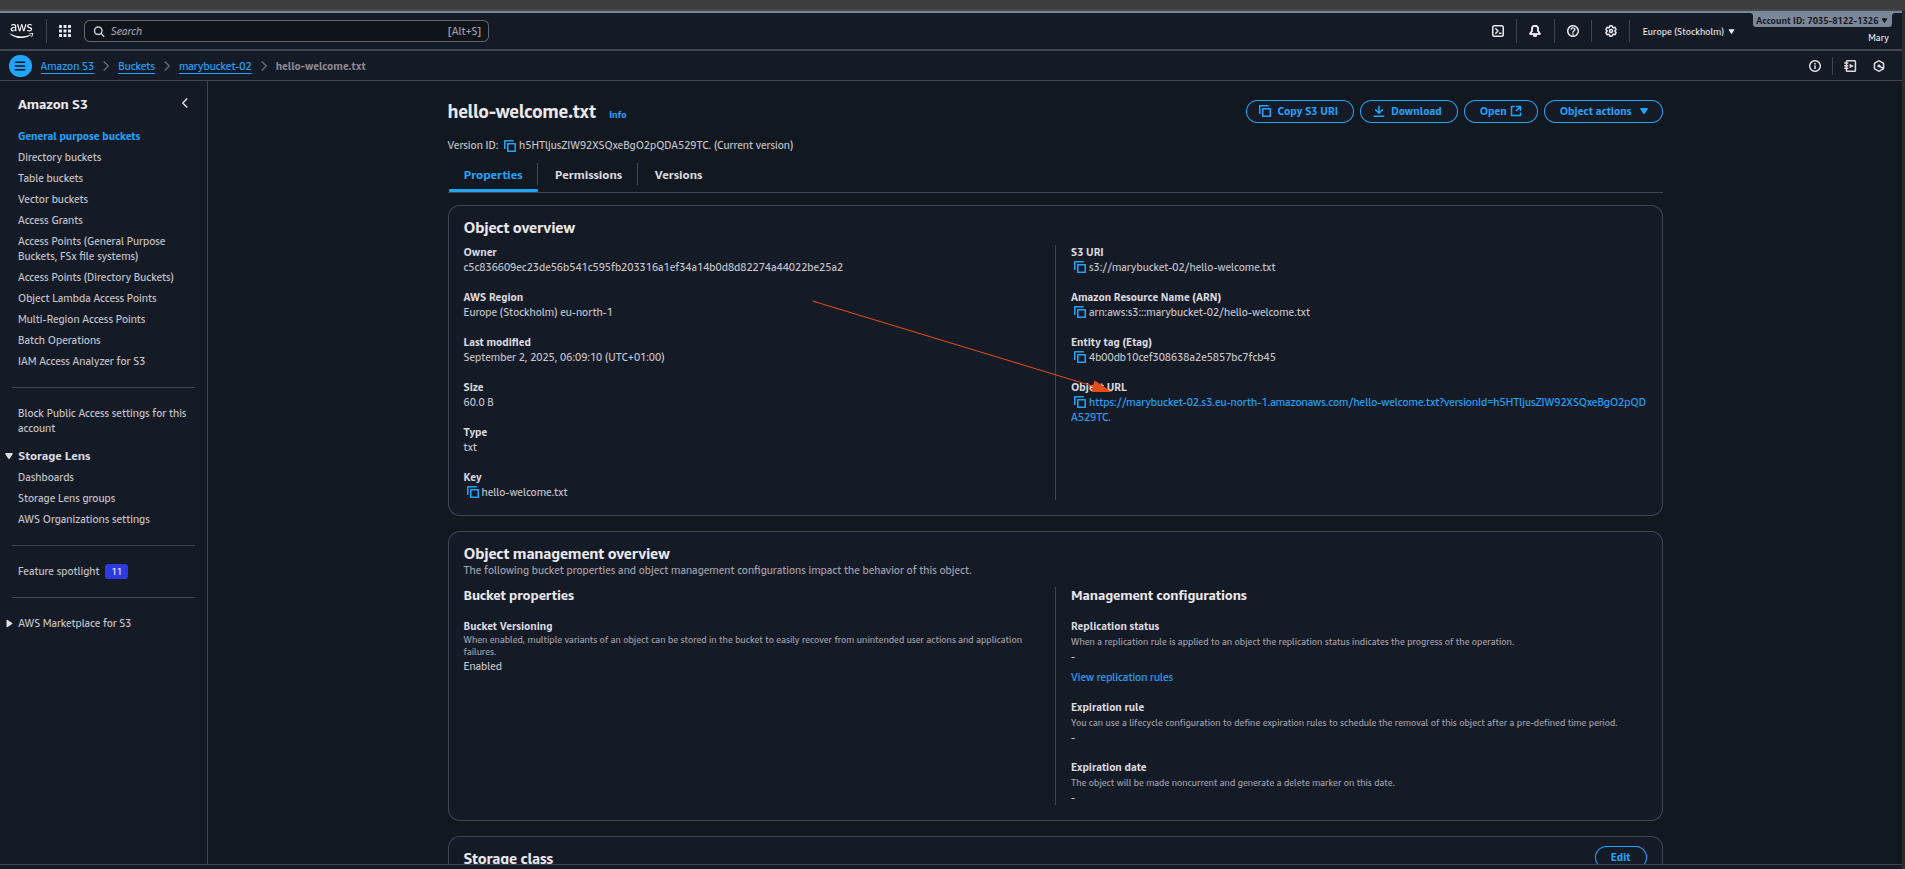 aws
Search [Alt+S]
Europe (Stockholm)
Account ID: 7035-8122-1326
Mary
Amazon S3 > Buckets > marybucket-02 > hello-welcome.txt
Amazon S3
General purpose buckets
Directory buckets
Table buckets
Vector buckets
Access Grants
Access Points (General Purpose
Buckets, FSx file systems)
Access Points (Directory Buckets)
Object Lambda Access Points
Multi-Region Access Points
Batch Operations
IAM Access Analyzer for S3
Block Public Access settings for this
account
Storage Lens
Dashboards
Storage Lens groups
AWS Organizations settings
Feature spotlight 11
AWS Marketplace for S3
hello-welcome.txt Info
Copy S3 URI Download Open Object actions
Version ID: h5HTljusZIW92XSQxeBgO2pQDA529TC. (Current version)
Properties Permissions Versions
Object overview
Owner
c5c836609ec23de56b541c595fb203316a1ef34a14b0d8d82274a44022be25a2
AWS Region
Europe (Stockholm) eu-north-1
Last modified
September 2, 2025, 06:09:10 (UTC+01:00)
Size
60.0 B
Type
txt
Key
hello-welcome.txt
S3 URI
s3://marybucket-02/hello-welcome.txt
Amazon Resource Name (ARN)
arn:aws:s3:::marybucket-02/hello-welcome.txt
Entity tag (Etag)
4b00db10cef308638a2e5857bc7fcb45
Object URL
https://marybucket-02.s3.eu-north-1.amazonaws.com/hello-welcome.txt?versionId=h5HTljusZIW92XSQxeBgO2pQD
A529TC.
Object management overview
The following bucket properties and object management configurations impact the behavior of this object.
Bucket properties
Bucket Versioning
When enabled, multiple variants of an object can be stored in the bucket to easily recover from unintended user actions and application
failures.
Enabled
Management configurations
Replication status
When a replication rule is applied to an object the replication status indicates the progress of the operation.
-
View replication rules
Expiration rule
You can use a lifecycle configuration to define expiration rules to schedule the removal of this object after a pre-defined time period.
-
Expiration date
The object will be made noncurrent and generate a delete marker on this date.
-
Storage class
Edit